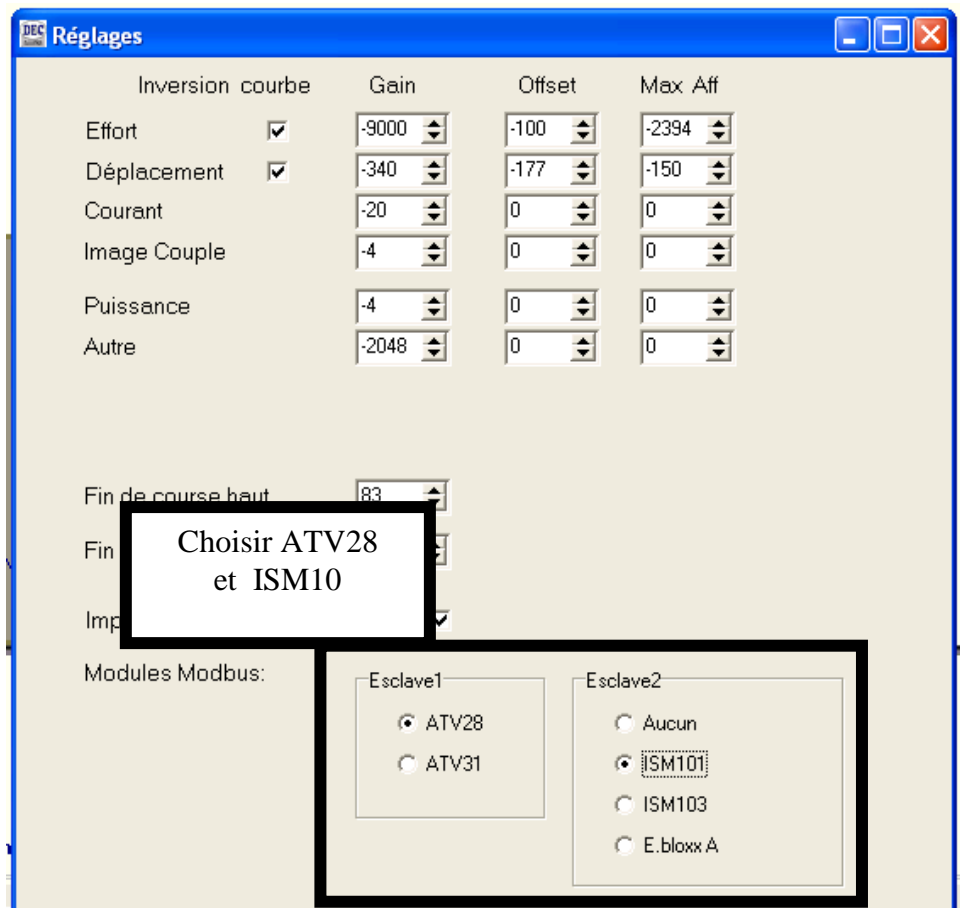 DEC Réglages
Inversion courbe Gain Offset Max Aff
Effort -9000 -100 -2394
Déplacement -340 -177 -150
Courant -20 0 0
Image Couple -4 0 0
Puissance -4 0 0
Autre -2048 0 0
Fin de course haut 83
Fin
Imp
Choisir ATV28
et ISM10
Modules Modbus:
Esclave1 Esclave2
ATV28 Aucun
ATV31 ISM101
ISM103
E.bloxx A